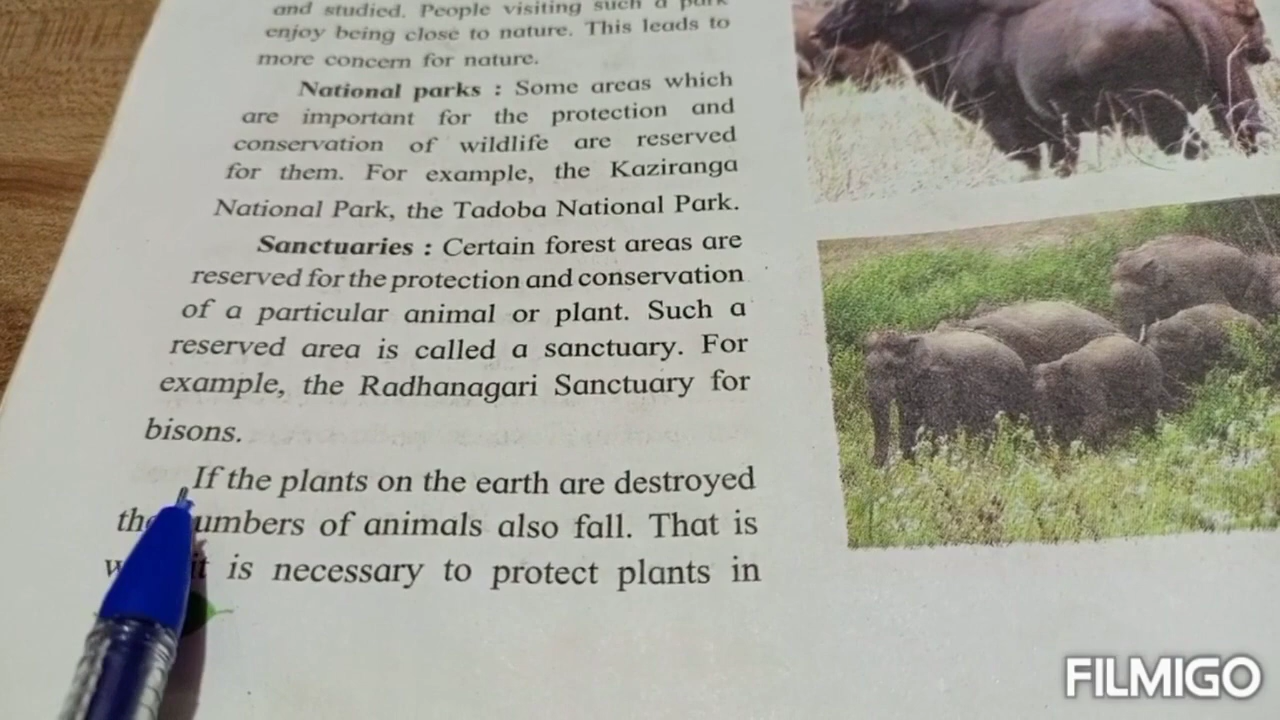 and studied. People visiting such a park
enjoy being close to nature. This leads to
more concern for nature.
National parks : Some areas which
are important for the protection and
conservation of wildlife are reserved
for them. For example, the Kaziranga
National Park, the Tadoba National Park.
Sanctuaries : Certain forest areas are
reserved for the protection and conservation
of a particular animal or plant. Such a
reserved area is called a sanctuary. For
example, the Radhanagari Sanctuary for
bisons.
If the plants on the earth are destroyed
umbers of animals also fall. That is
it is necessary to protect plants in
FILMIGO